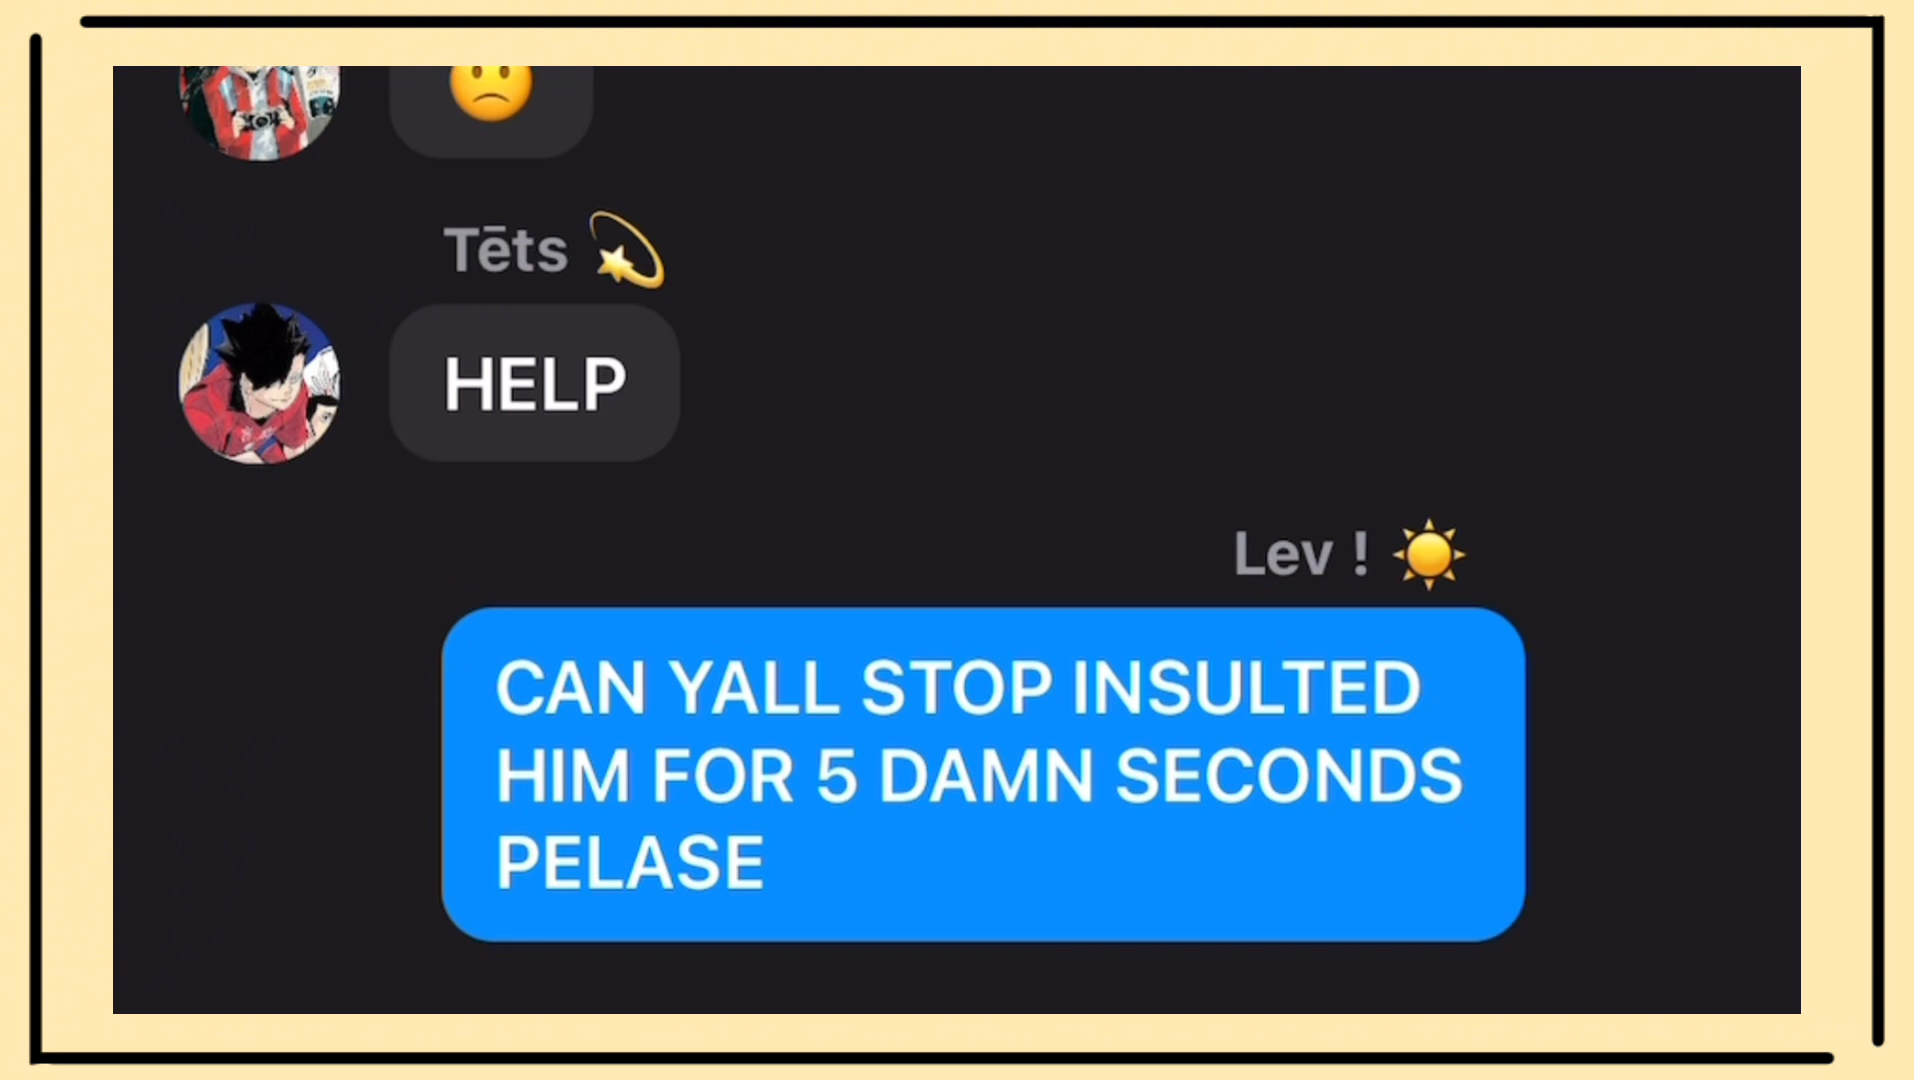 Tēts 💫
HELP
Lev ! ☀️
CAN YALL STOP INSULTED
HIM FOR 5 DAMN SECONDS
PELASE